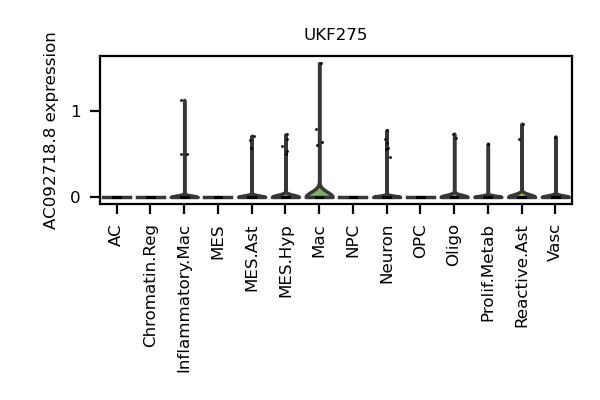 UKF275
AC092718.8 expression
1
0
AC
Chromatin.Reg
Inflammatory.Mac
MES
MES.Ast
MES.Hyp
Mac
NPC
Neuron
OPC
Oligo
Prolif.Metab
Reactive.Ast
Vasc